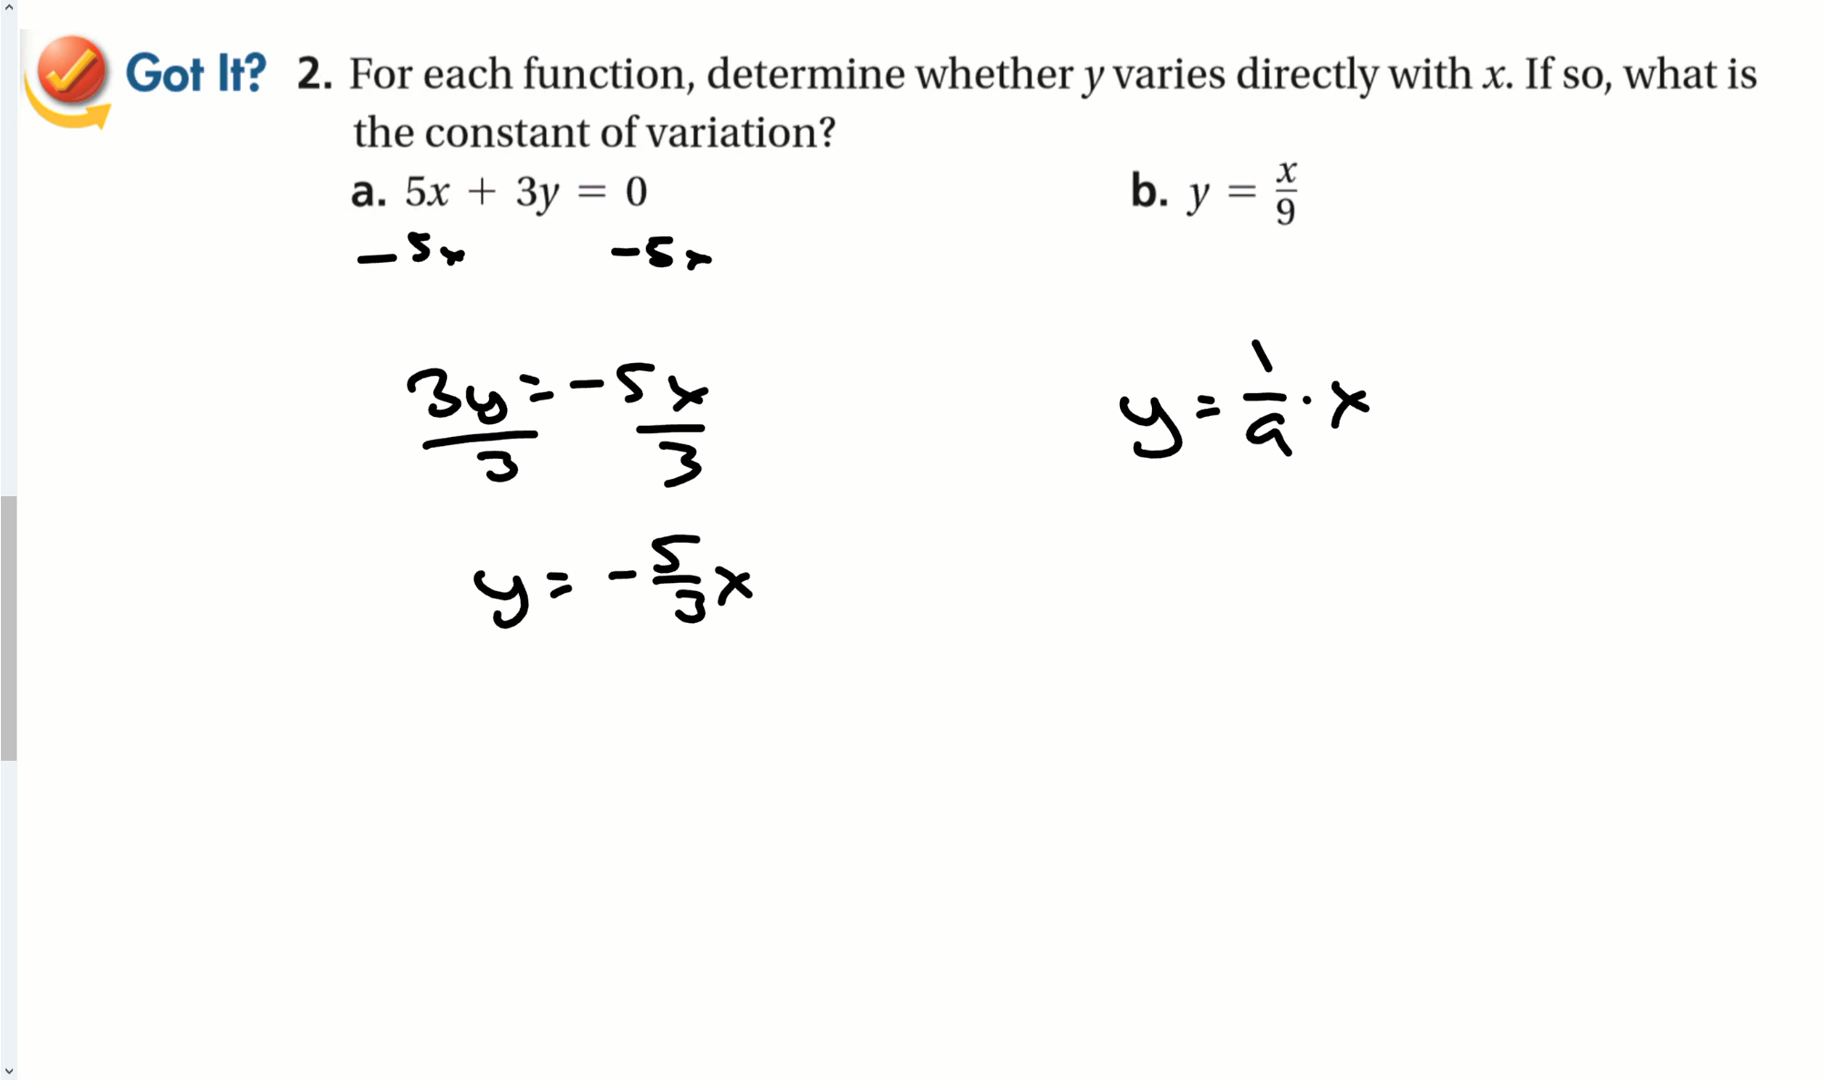 Got It? 2. For each function, determine whether y varies directly with x. If so, what is
the constant of variation?
a. 5x + 3y = 0
b. y = x/9
-5x -5x
3y/3 = -5x/3
y = 1/9 · x
y = -5/3 x